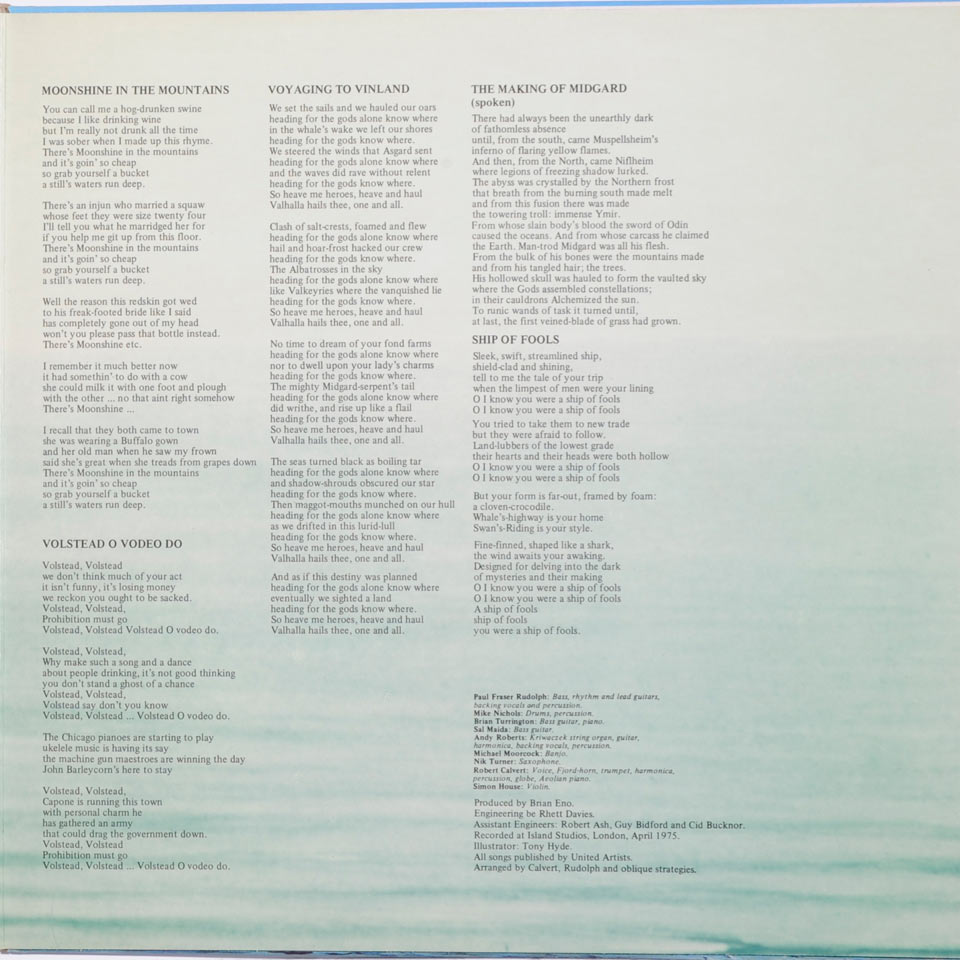 MOONSHINE IN THE MOUNTAINS
You can call me a hog-drunken swine
because I like drinking wine
but I'm really not drunk all the time
I was sober when I made up this rhyme.
There's Moonshine in the mountains
and it's goin' so cheap
so grab yourself a bucket
a still's waters run deep.
There's an injun who married a squaw
whose feet they were size twenty four
I'll tell you what he marridged her for
if you help me git up from this floor.
There's Moonshine in the mountains
and it's goin' so cheap
so grab yourself a bucket
a still's waters run deep.
Well the reason this redskin got wed
to his freak-footed bride like I said
has completely gone out of my head
won't you please pass that bottle instead.
There's Moonshine etc.
I remember it much better now
it had somethin' to do with a cow
she could milk it with one foot and plough
with the other ... no that aint right somehow
There's Moonshine ...
I recall that they both came to town
she was wearing a Buffalo gown
and her old man when he saw my frown
said she's great when she treads from grapes down
There's Moonshine in the mountains
and it's goin' so cheap
so grab yourself a bucket
a still's waters run deep.
VOLSTEAD O VODEO DO
Volstead, Volstead
we don't think much of your act
it isn't funny, it's losing money
we reckon you ought to be sacked.
Volstead, Volstead,
Prohibition must go
Volstead, Volstead Volstead O vodeo do.
Volstead, Volstead,
Why make such a song and a dance
about people drinking, it's not good thinking
you don't stand a ghost of a chance
Volstead, Volstead,
Volstead say don't you know
Volstead, Volstead ... Volstead O vodeo do.
The Chicago pianoes are starting to play
ukelele music is having its say
the machine gun maestroes are winning the day
John Barleycorn's here to stay
Volstead, Volstead,
Capone is running this town
with personal charm he
has gathered an army
that could drag the government down.
Volstead, Volstead
Prohibition must go
Volstead, Volstead ... Volstead O vodeo do.
VOYAGING TO VINLAND
We set the sails and we hauled our oars
heading for the gods alone know where
in the whale's wake we left our shores
heading for the gods know where.
We steered the winds that Asgard sent
heading for the gods alone know where
and the waves did rave without relent
heading for the gods know where.
So heave me heroes, heave and haul
Valhalla hails thee, one and all.
Clash of salt-crests, foamed and flew
heading for the gods alone know where
hail and hoar-frost hacked our crew
heading for the gods know where.
The Albatrosses in the sky
heading for the gods alone know where
like Valkyeries where the vanquished lie
heading for the gods know where.
So heave me heroes, heave and haul
Valhalla hails thee, one and all.
No time to dream of your fond farms
heading for the gods alone know where
nor to dwell upon your lady's charms
heading for the gods know where.
The mighty Midgard-serpent's tail
heading for the gods alone know where
did writhe, and rise up like a flail
heading for the gods know where.
So heave me heroes, heave and haul
Valhalla hails thee, one and all.
The seas turned black as boiling tar
heading for the gods alone know where
and shadow-shrouds obscured our star
heading for the gods know where.
Then maggot-mouths munched on our hull
heading for the gods alone know where
as we drifted in this lurid-lull
heading for the gods know where.
So heave me heroes, heave and haul
Valhalla hails thee, one and all.
And as if this destiny was planned
heading for the gods alone know where
eventually we sighted a land
heading for the gods know where.
So heave me heroes, heave and haul
Valhalla hails thee, one and all.
THE MAKING OF MIDGARD
(spoken)
There had always been the unearthly dark
of fathomless absence
until, from the south, came Muspellsheim's
inferno of flaring yellow flames.
And then, from the North, came Niflheim
where legions of freezing shadow lurked.
The abyss was crystalled by the Northern frost
that breath from the burning south made melt
and from this fusion there was made
the towering troll: immense Ymir.
From whose slain body's blood the sword of Odin
caused the oceans. And from whose carcass he claimed
the Earth. Man-trod Midgard was all his flesh.
From the bulk of his bones were the mountains made
and from his tangled hair; the trees.
His hollowed skull was hauled to form the vaulted sky
where the Gods assembled constellations;
in their cauldrons Alchemized the sun.
To runic wands of task it turned until,
at last, the first veined-blade of grass had grown.
SHIP OF FOOLS
Sleek, swift, streamlined ship,
shield-clad and shining,
tell to me the tale of your trip
when the limpest of men were your lining
O I know you were a ship of fools
O I know you were a ship of fools
You tried to take them to new trade
but they were afraid to follow.
Land-lubbers of the lowest grade
their hearts and their heads were both hollow
O I know you were a ship of fools
O I know you were a ship of fools
But your form is far-out, framed by foam:
a cloven-crocodile.
Whale's-highway is your home
Swan's-Riding is your style.
Fine-finned, shaped like a shark,
the wind awaits your awaking.
Designed for delving into the dark
of mysteries and their making
O I know you were a ship of fools
O I know you were a ship of fools
A ship of fools
ship of fools
you were a ship of fools.
Paul Fraser Rudolph: Bass, rhythm and lead guitars,
backing vocals and percussion.
Mike Nichols: Drums, percussion.
Brian Turrington: Bass guitar, piano.
Sal Maida: Bass guitar.
Andy Roberts: Kriwaczek string organ, guitar,
harmonica, backing vocals, percussion.
Michael Moorcock: Banjo.
Nik Turner: Saxophone.
Robert Calvert: Voice, Fjord-horn, trumpet, harmonica,
percussion, globe, Aeolian piano.
Simon House: Violin.
Produced by Brian Eno.
Engineering be Rhett Davies.
Assistant Engineers: Robert Ash, Guy Bidford and Cid Bucknor.
Recorded at Island Studios, London, April 1975.
Illustrator: Tony Hyde.
All songs published by United Artists.
Arranged by Calvert, Rudolph and oblique strategies.